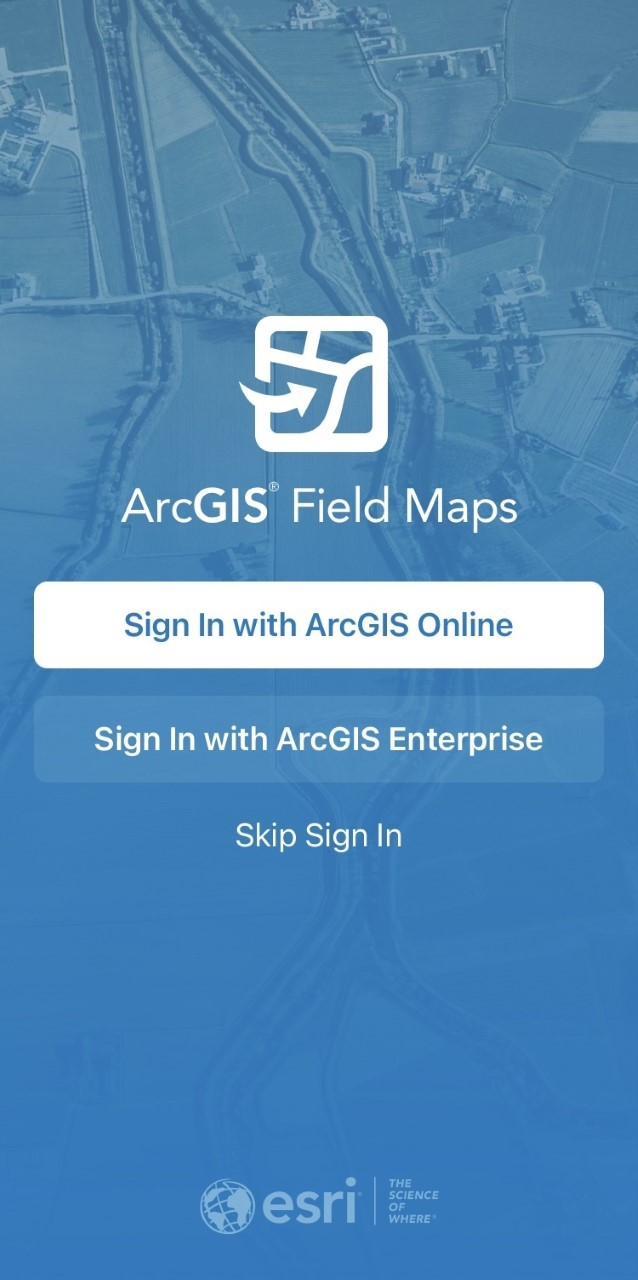 ArcGIS® Field Maps
Sign In with ArcGIS Online
Sign In with ArcGIS Enterprise
Skip Sign In
esri
THE
SCIENCE
OF
WHERE®